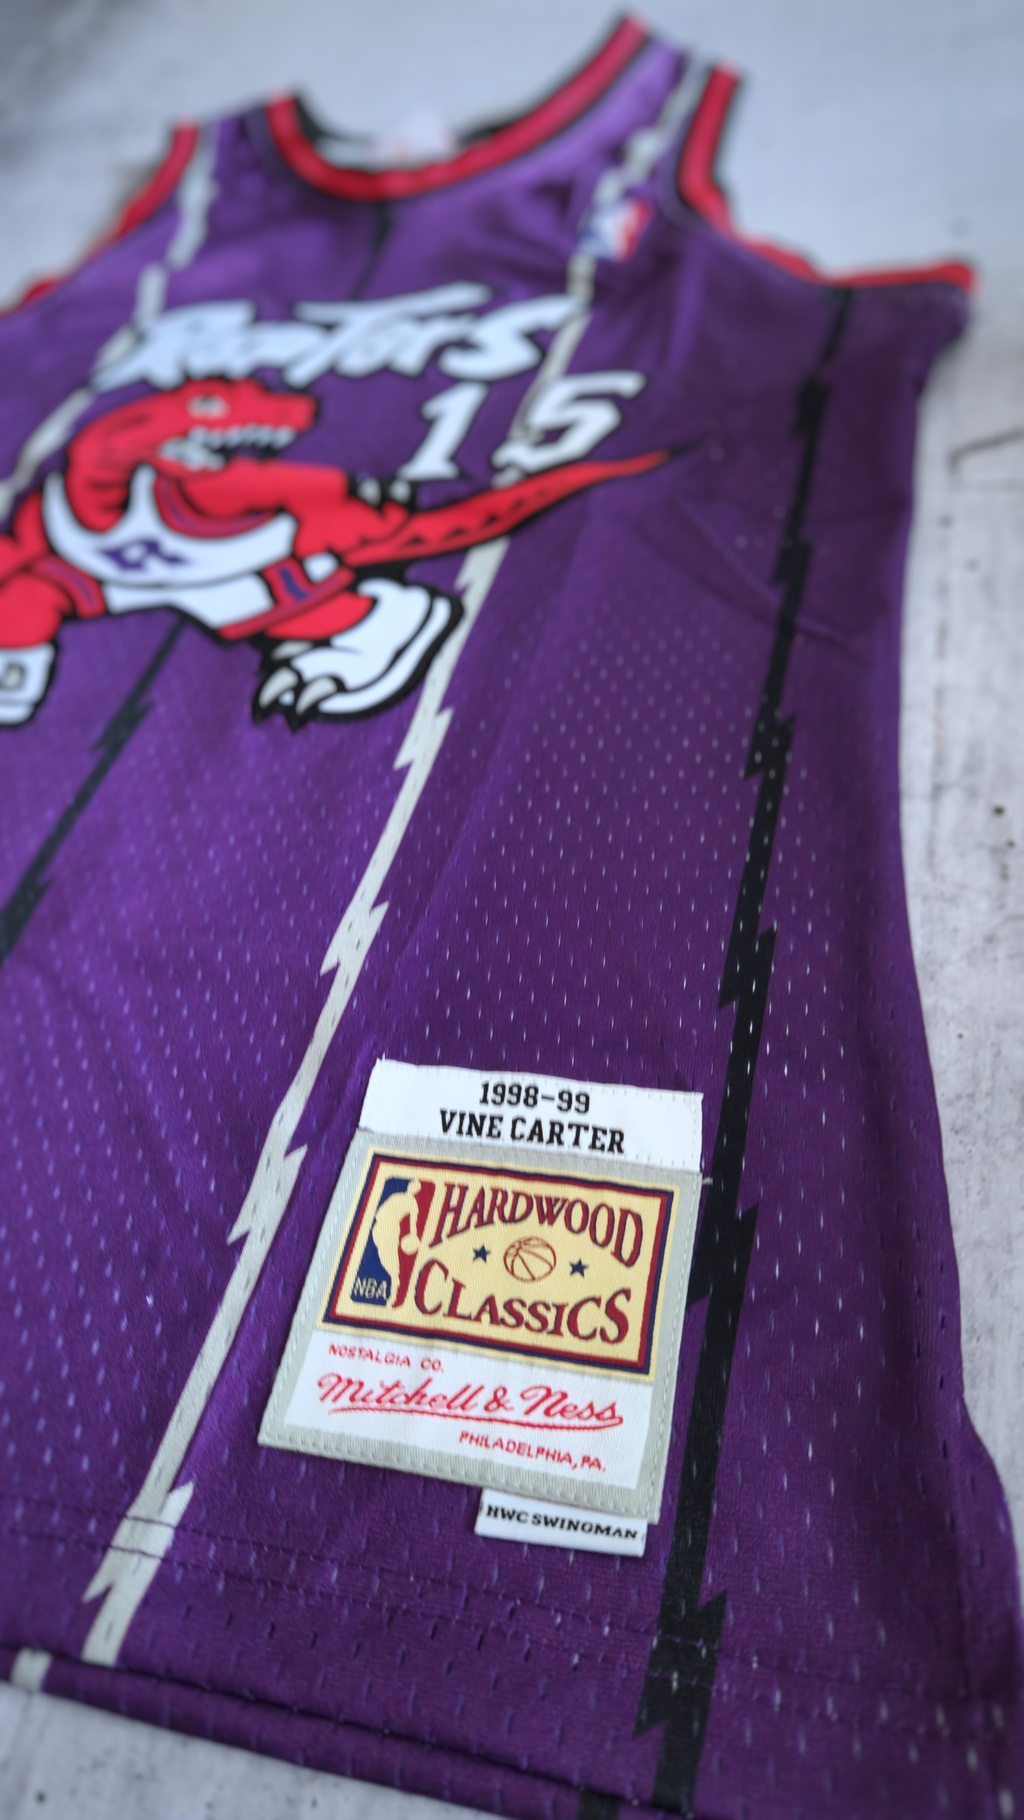 RAPTORS
15
R
1998-99
VINE CARTER
HARDWOOD
NBA
CLASSICS
NOSTALGIA CO.
Mitchell & Ness
PHILADELPHIA, PA.
HWC SWINGMAN